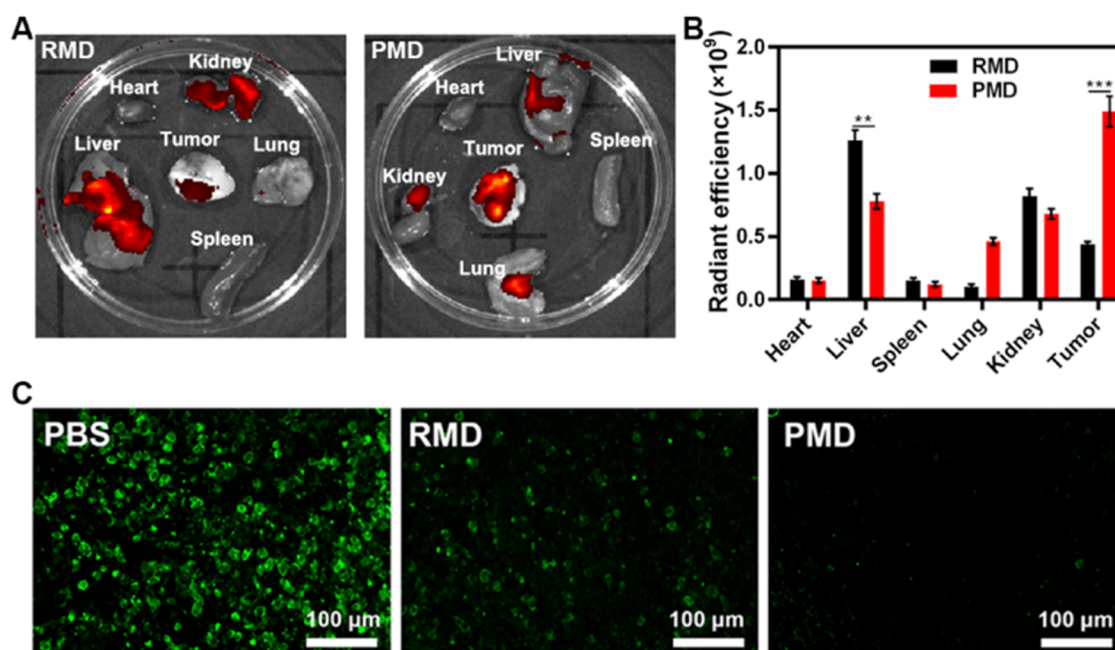 A
RMD
Kidney
Heart
Liver
Tumor
Lung
Spleen
PMD
Liver
Heart
Spleen
Tumor
Kidney
Lung
B
Radiant efficiency (×10⁹)
2.0
1.5
1.0
0.5
0.0
RMD
PMD
**
***
Heart
Liver
Spleen
Lung
Kidney
Tumor
C
PBS
100 µm
RMD
100 µm
PMD
100 µm